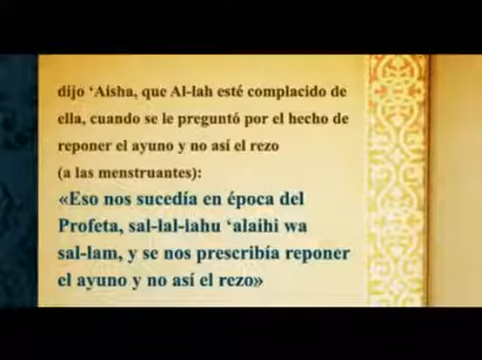 dijo ‘Aisha, que Al-lah esté complacido de
ella, cuando se le preguntó por el hecho de
reponer el ayuno y no así el rezo
(a las menstruantes):
«Eso nos sucedía en época del
Profeta, sal-lal-lahu ‘alaihi wa
sal-lam, y se nos prescribía reponer
el ayuno y no así el rezo»